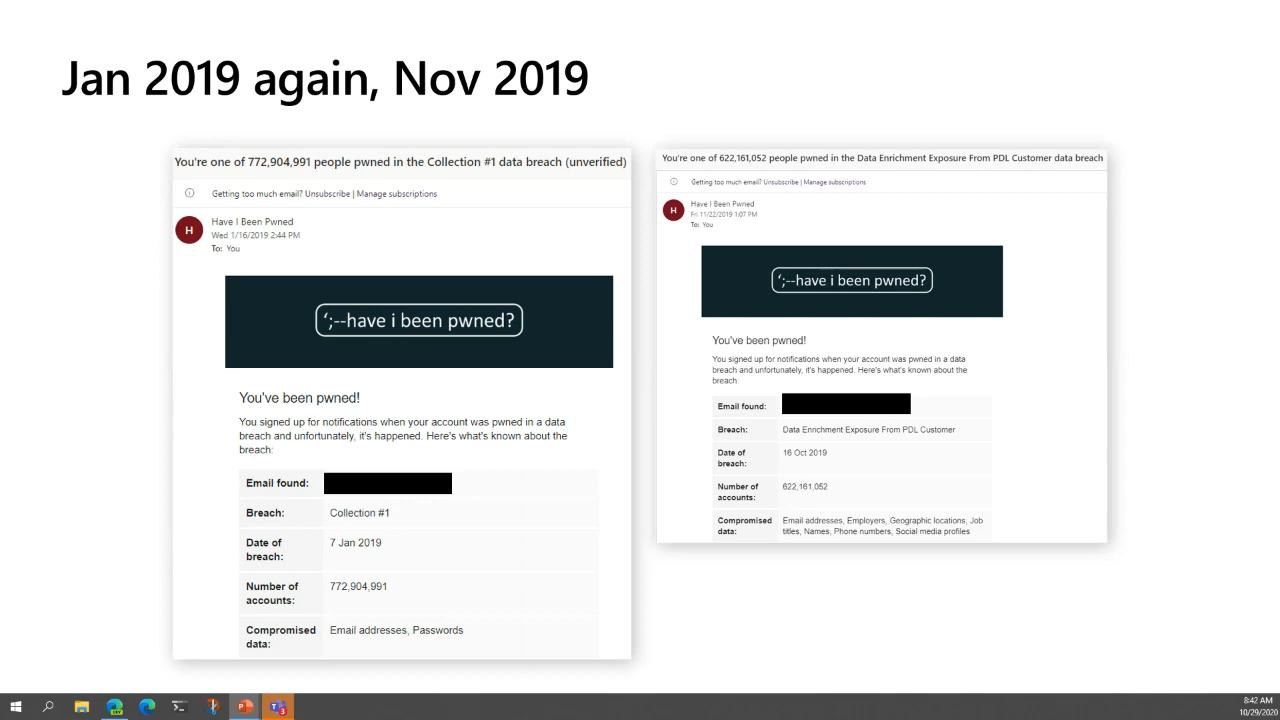 Jan 2019 again, Nov 2019
You're one of 772,904,991 people pwned in the Collection #1 data breach (unverified)
Getting too much email? Unsubscribe | Manage subscriptions
H
Have I Been Pwned
Wed 1/16/2019 2:44 PM
To: You
';--have i been pwned?
You've been pwned!
You signed up for notifications when your account was pwned in a data
breach and unfortunately, it's happened. Here's what's known about the
breach:
Email found:
Breach: Collection #1
Date of 7 Jan 2019
breach:
Number of 772,904,991
accounts:
Compromised Email addresses, Passwords
data:
You're one of 622,161,052 people pwned in the Data Enrichment Exposure From PDL Customer data breach
Getting too much email? Unsubscribe | Manage subscriptions
H
Have I Been Pwned
Fri 11/22/2019 1:07 PM
To: You
';--have i been pwned?
You've been pwned!
You signed up for notifications when your account was pwned in a data
breach and unfortunately, it's happened. Here's what's known about the
breach:
Email found:
Breach: Data Enrichment Exposure From PDL Customer
Date of 16 Oct 2019
breach:
Number of 622,161,052
accounts:
Compromised Email addresses, Employers, Geographic locations, Job
data: titles, Names, Phone numbers, Social media profiles
8:42 AM
10/29/2020